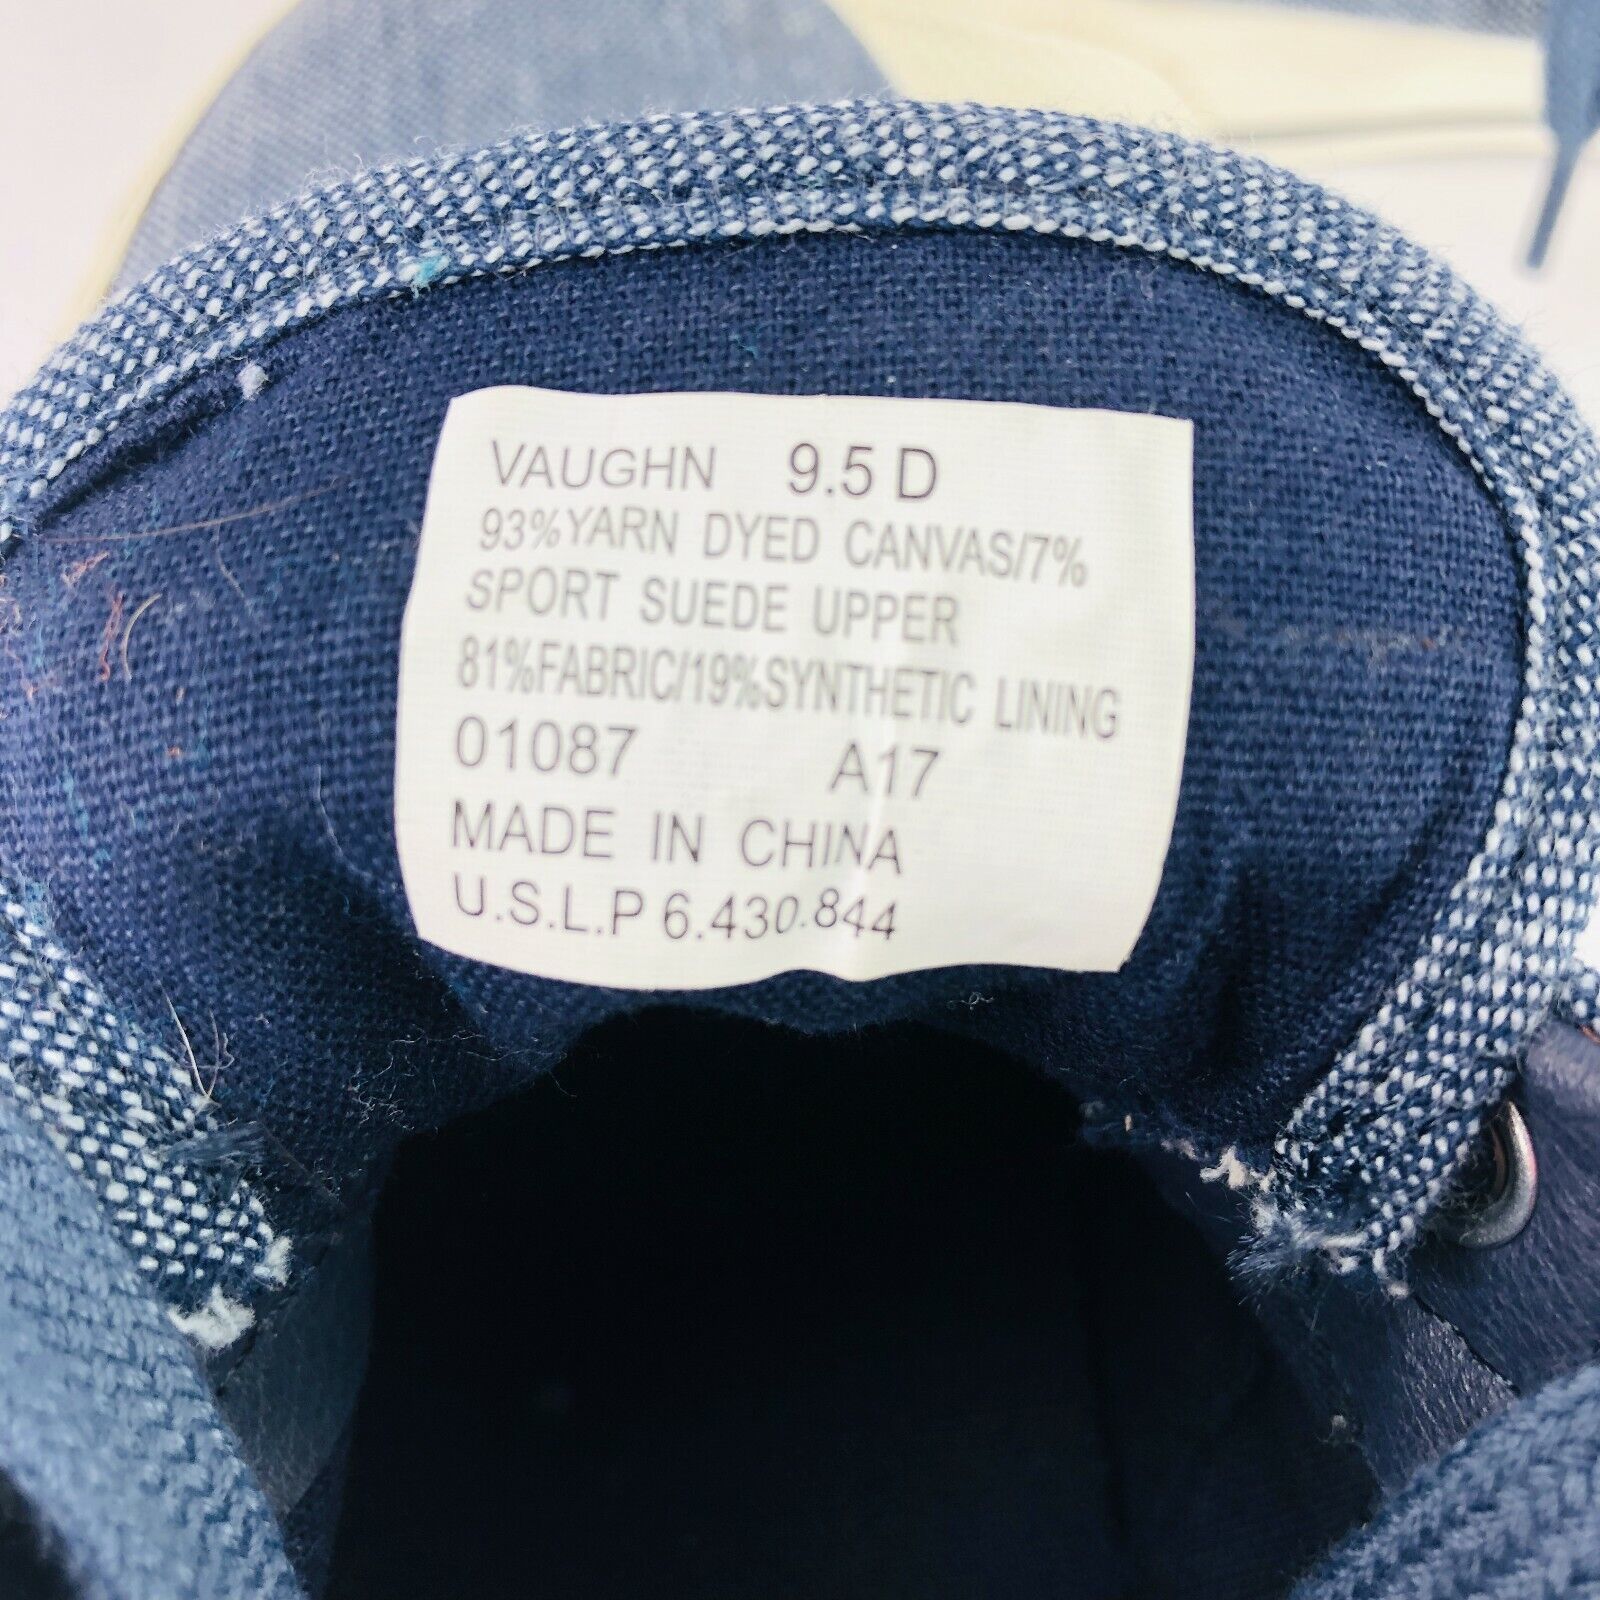 VAUGHN 9.5 D
93%YARN DYED CANVAS/7%
SPORT SUEDE UPPER
81%FABRIC/19%SYNTHETIC LINING
01087 A17
MADE IN CHINA
U.S.L.P 6.430.844